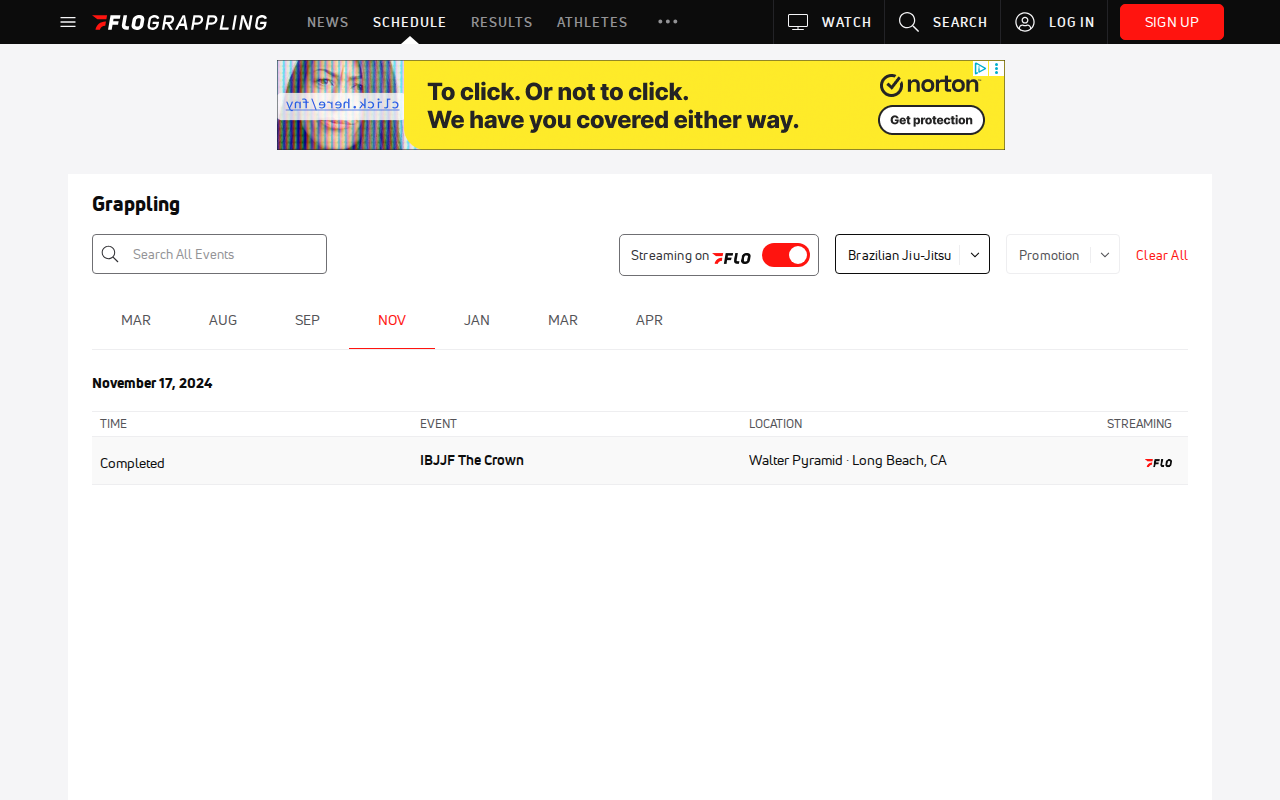 FLOGRAPPLING NEWS SCHEDULE RESULTS ATHLETES ••• WATCH SEARCH LOG IN SIGN UP
click.here/fny
To click. Or not to click.
We have you covered either way.
norton
Get protection
Grappling
Search All Events
Streaming on FLO
Brazilian Jiu-Jitsu
Promotion
Clear All
MAR AUG SEP NOV JAN MAR APR
November 17, 2024
TIME EVENT LOCATION STREAMING
Completed IBJJF The Crown Walter Pyramid · Long Beach, CA FLO